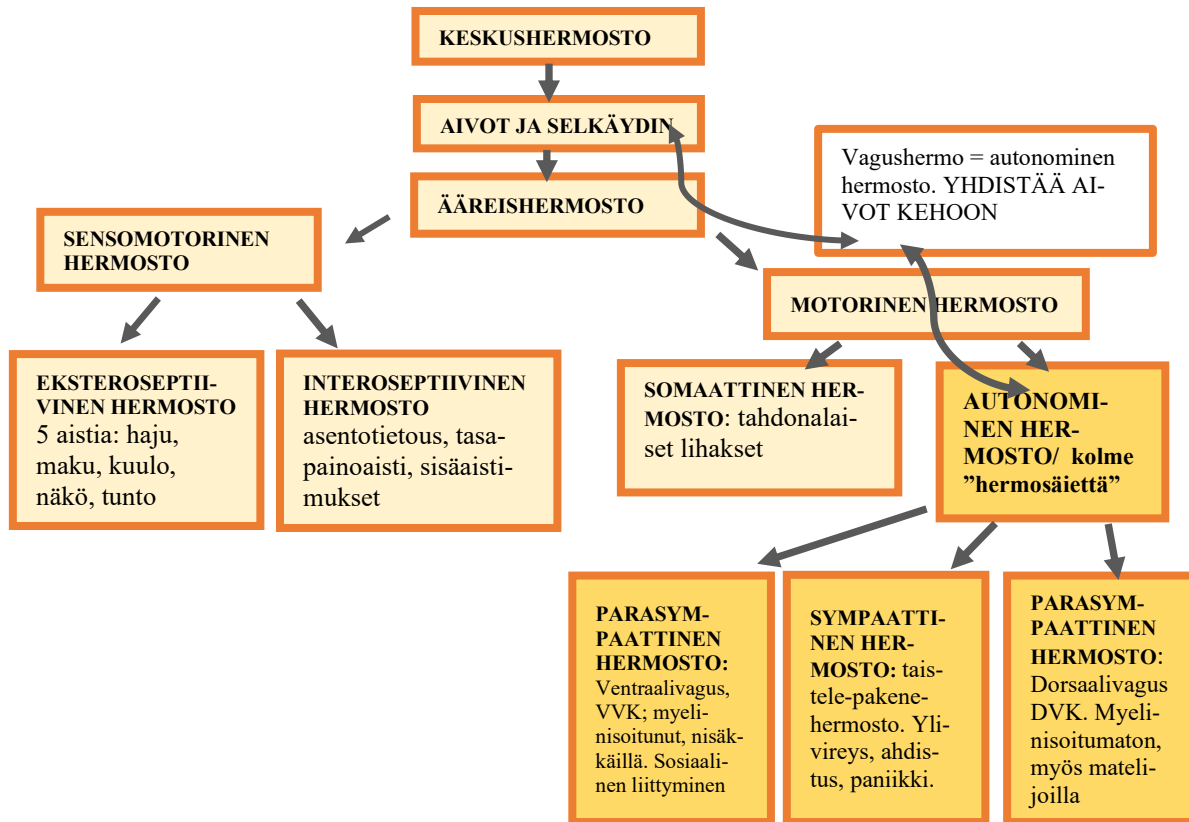 KESKUSHERMOSTO
AIVOT JA SELKÄYDIN
Vagushermo = autonominen
hermosto. YHDISTÄÄ AI-
VOT KEHOON
ÄÄREISHERMOSTO
SENSOMOTORINEN
HERMOSTO
MOTORINEN HERMOSTO
EKSTEROSEPTII-
VINEN HERMOSTO
5 aistia: haju,
maku, kuulo,
näkö, tunto
INTEROSEPTIIVINEN
HERMOSTO
asentotietous, tasa-
painoaisti, sisäaisti-
mukset
SOMAATTINEN HER-
MOSTO: tahdonalai-
set lihakset
AUTONOMI-
NEN HER-
MOSTO/ kolme
”hermosäiettä”
PARASYM-
PAATTINEN
HERMOSTO:
Ventraalivagus,
VVK; myeli-
nisoitunut, nisäk-
käillä. Sosiaali-
nen liittyminen
SYMPAATTI-
NEN HER-
MOSTO: tais-
tele-pakene-
hermosto. Yli-
vireys, ahdis-
tus, paniikki.
PARASYM-
PAATTINEN
HERMOSTO:
Dorsaalivagus
DVK. Myeli-
nisoitumaton,
myös mateli-
joilla